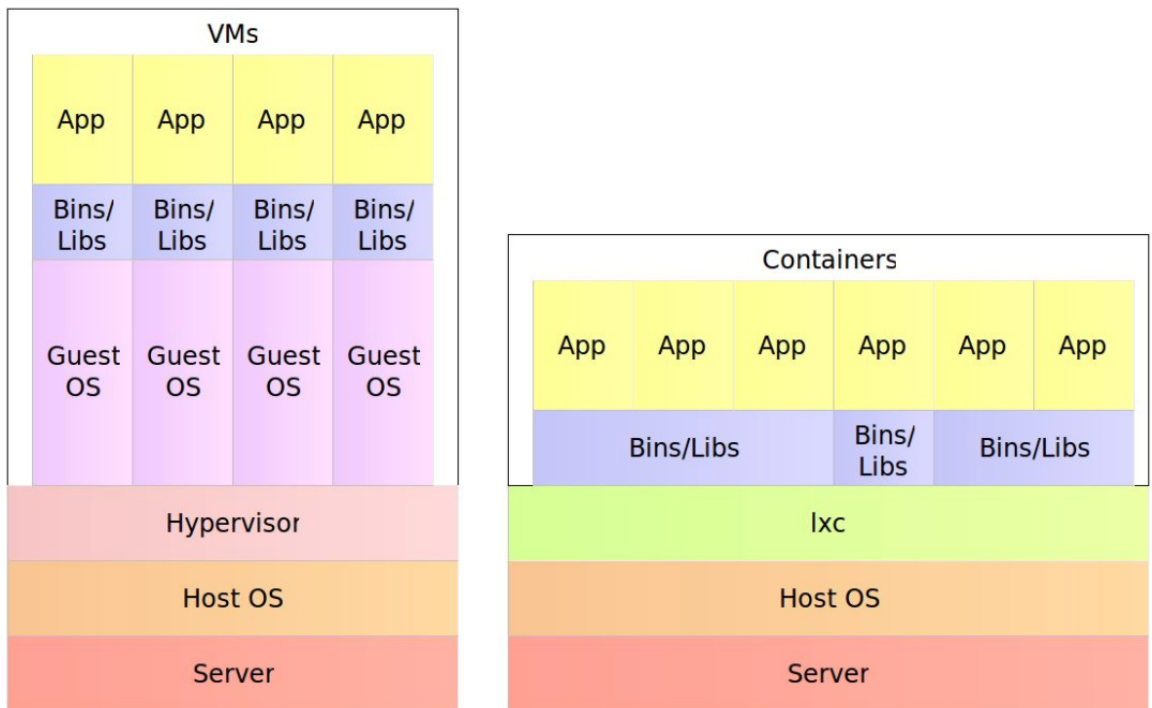 VMs
App App App App
Bins/ Bins/ Bins/ Bins/
Libs Libs Libs Libs
Guest Guest Guest Guest
OS OS OS OS
Hypervisor
Host OS
Server
Containers
App App App App App App
Bins/Libs Bins/ Bins/Libs
Libs
lxc
Host OS
Server